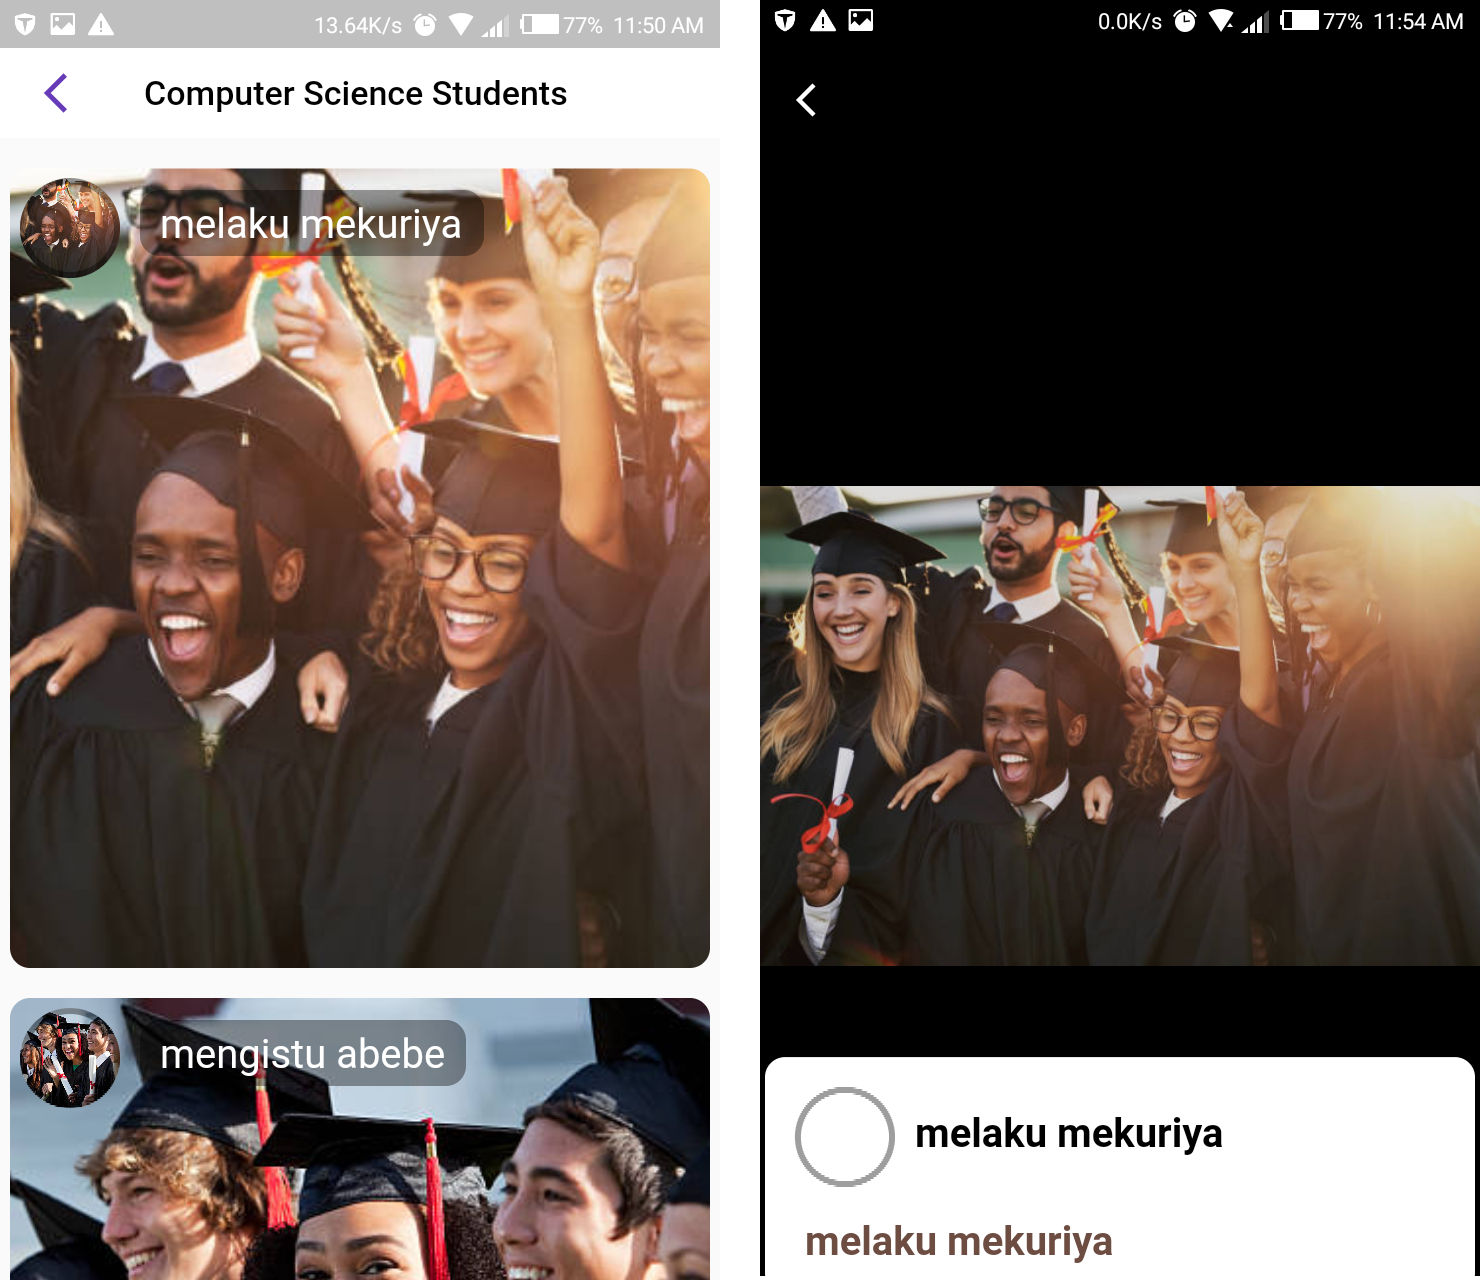 13.64K/s 77% 11:50 AM
Computer Science Students
melaku mekuriya
mengistu abebe
0.0K/s 77% 11:54 AM
melaku mekuriya
melaku mekuriya